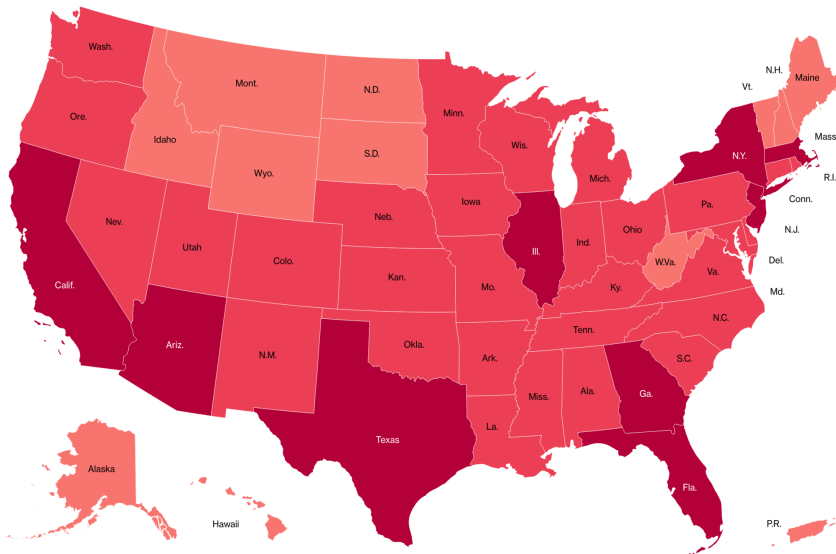 Wash.
Mont.
N.D.
Minn.
N.H.
Maine
Vt.
Ore.
Idaho
S.D.
Wis.
Mich.
N.Y.
Mass
R.I.
Conn.
N.J.
Wyo.
Iowa
Neb.
Pa.
Nev.
Utah
Colo.
Ill.
Ind.
Ohio
W.Va.
Va.
Del.
Md.
Calif.
Kan.
Mo.
Ky.
N.C.
Ariz.
N.M.
Okla.
Ark.
Tenn.
S.C.
Texas
La.
Miss.
Ala.
Ga.
Fla.
Alaska
Hawaii
P.R.